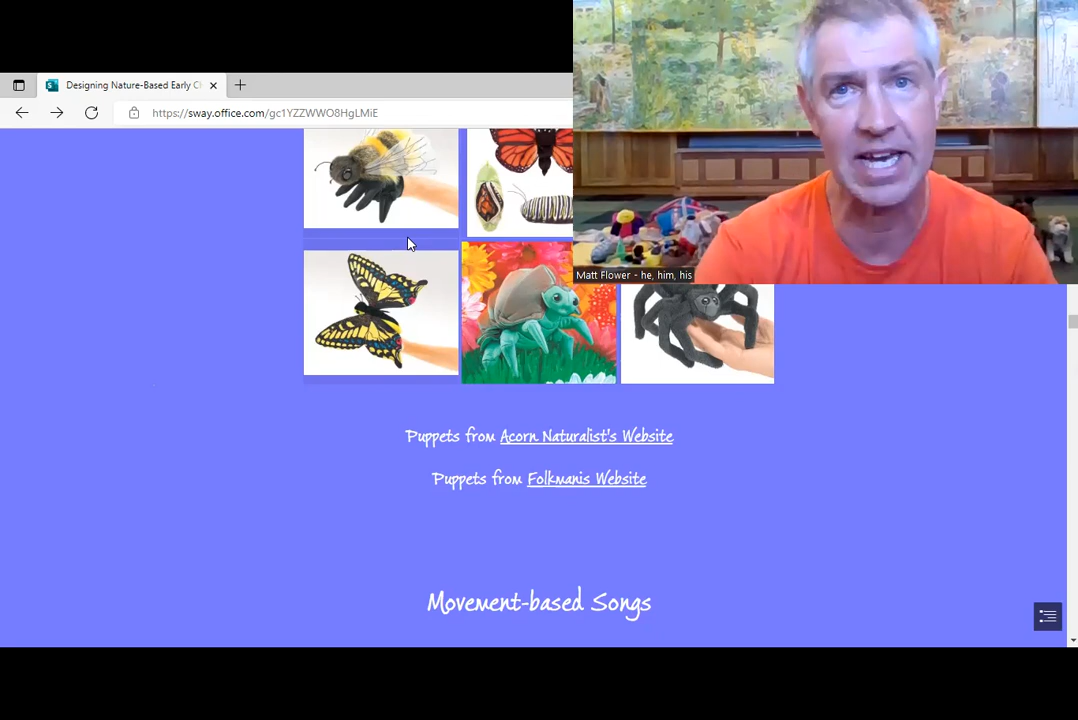 Designing Nature-Based Early C
https://sway.office.com/gc1YZZWWO8HgLMiE
Matt Flower - he, him, his
Puppets from Acorn Naturalist's Website
Puppets from Folkmanis Website
Movement-based Songs